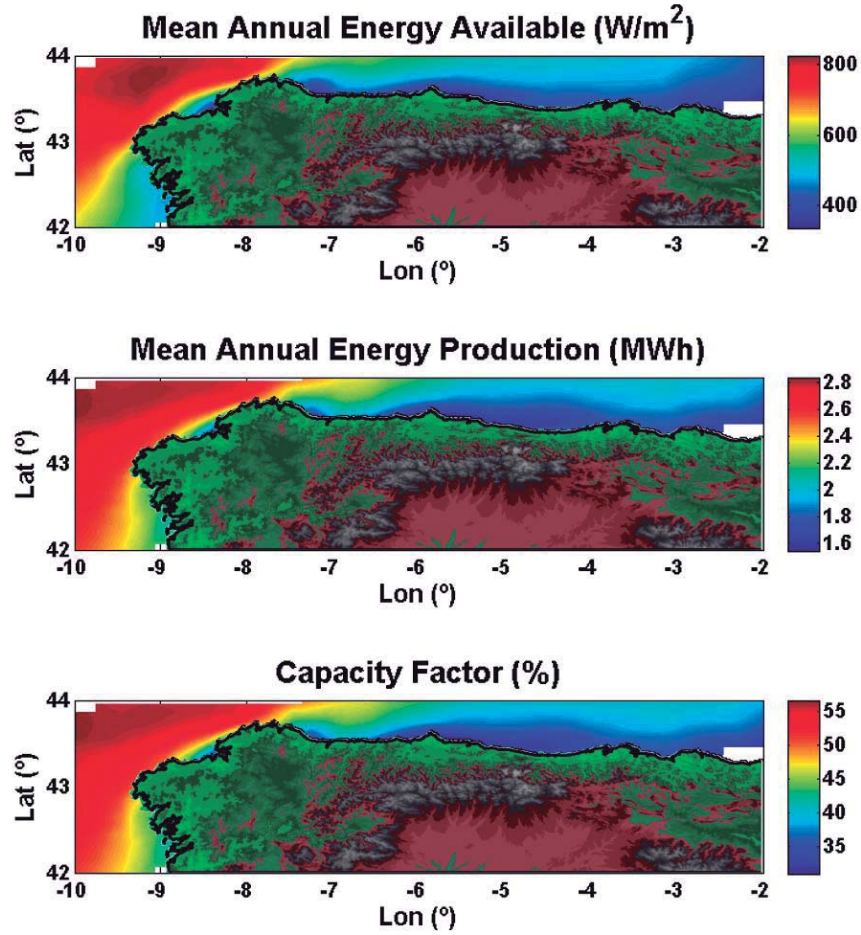 Mean Annual Energy Available (W/m²)
44
43
42
Lat (º)
-10 -9 -8 -7 -6 -5 -4 -3 -2
Lon (º)
800
600
400
Mean Annual Energy Production (MWh)
44
43
42
Lat (º)
-10 -9 -8 -7 -6 -5 -4 -3 -2
Lon (º)
2.8
2.6
2.4
2.2
2
1.8
1.6
Capacity Factor (%)
44
43
42
Lat (º)
-10 -9 -8 -7 -6 -5 -4 -3 -2
Lon (º)
55
50
45
40
35